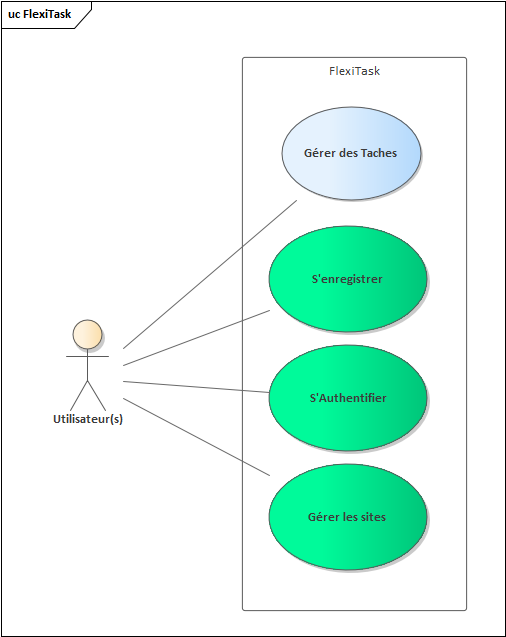 uc FlexiTask
FlexiTask
Gérer des Taches
S'enregistrer
S'Authentifier
Utilisateur(s)
Gérer les sites